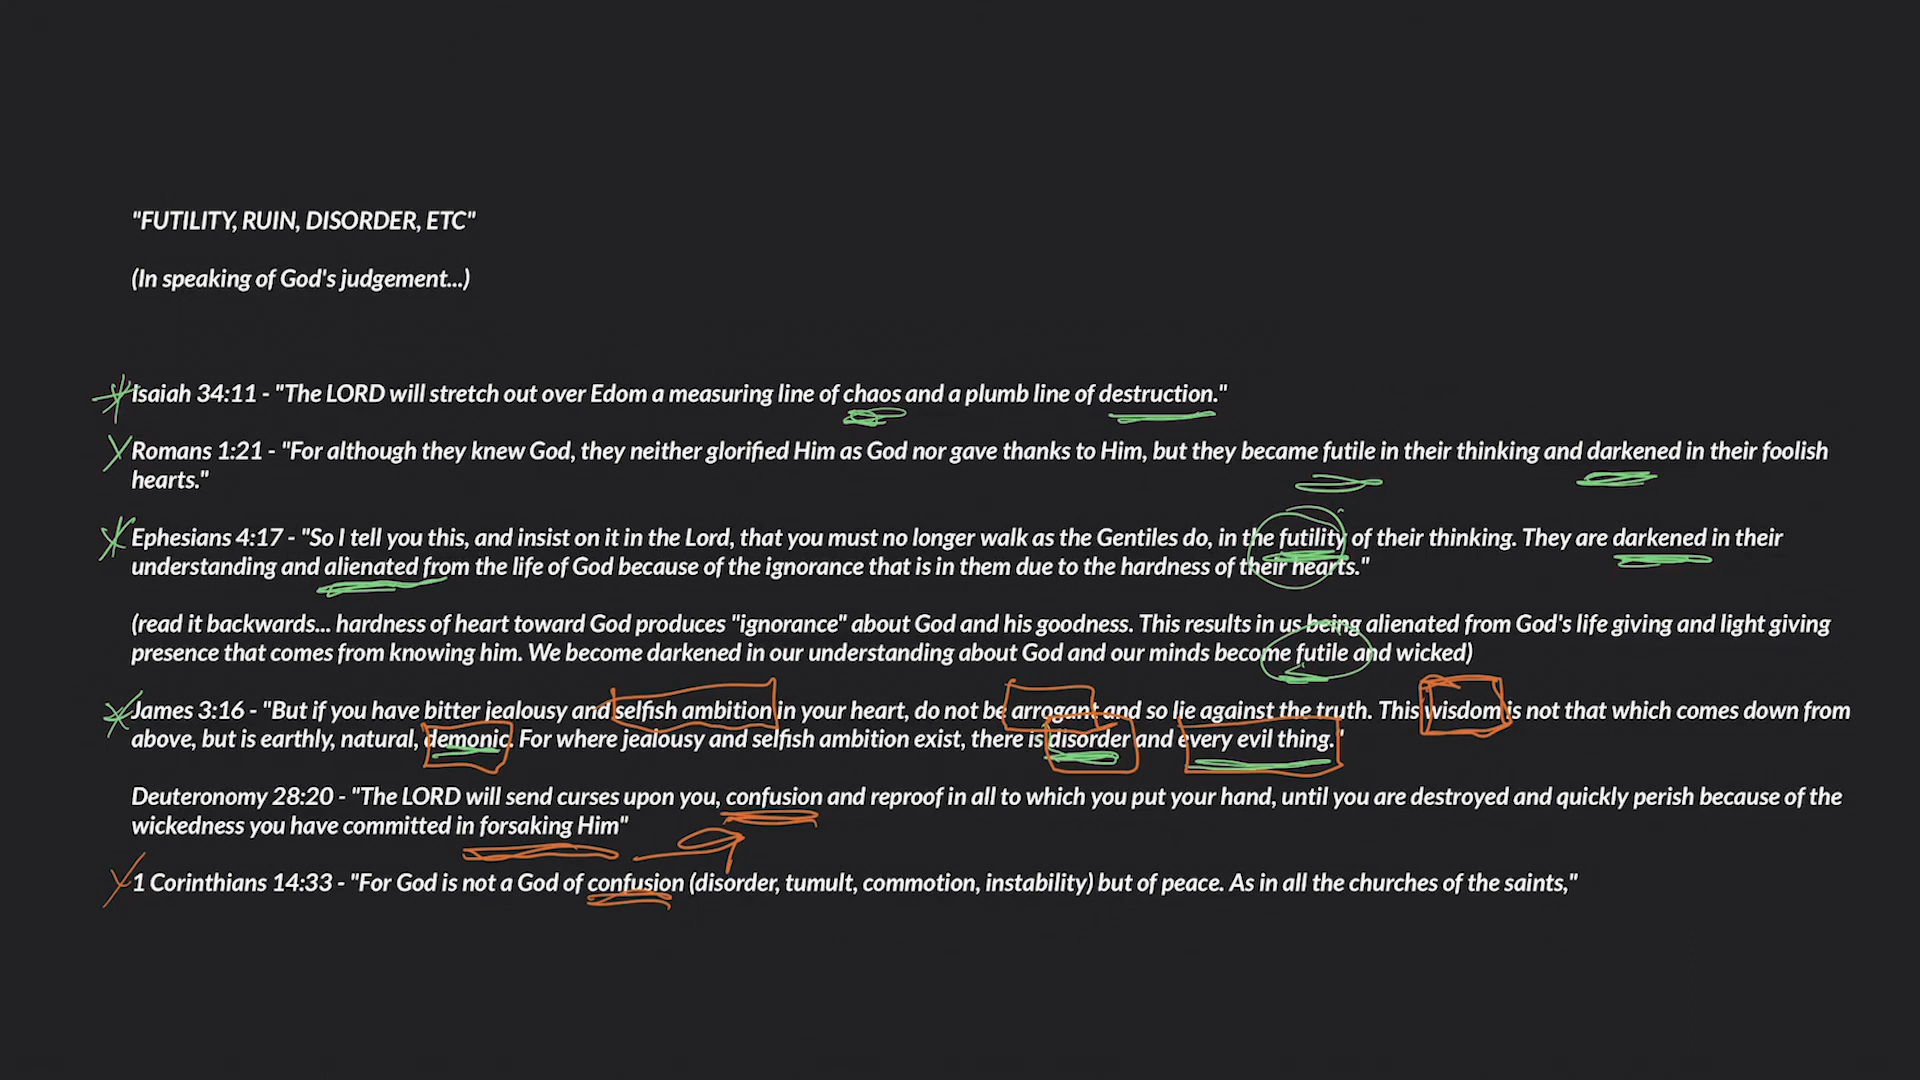 "FUTILITY, RUIN, DISORDER, ETC"
(In speaking of God's judgement...)
Isaiah 34:11 - "The LORD will stretch out over Edom a measuring line of chaos and a plumb line of destruction."
Romans 1:21 - "For although they knew God, they neither glorified Him as God nor gave thanks to Him, but they became futile in their thinking and darkened in their foolish
hearts."
Ephesians 4:17 - "So I tell you this, and insist on it in the Lord, that you must no longer walk as the Gentiles do, in the futility of their thinking. They are darkened in their
understanding and alienated from the life of God because of the ignorance that is in them due to the hardness of their hearts."
(read it backwards... hardness of heart toward God produces "ignorance" about God and his goodness. This results in us being alienated from God's life giving and light giving
presence that comes from knowing him. We become darkened in our understanding about God and our minds become futile and wicked)
James 3:16 - "But if you have bitter jealousy and selfish ambition in your heart, do not be arrogant and so lie against the truth. This wisdom is not that which comes down from
above, but is earthly, natural, demonic. For where jealousy and selfish ambition exist, there is disorder and every evil thing."
Deuteronomy 28:20 - "The LORD will send curses upon you, confusion and reproof in all to which you put your hand, until you are destroyed and quickly perish because of the
wickedness you have committed in forsaking Him"
1 Corinthians 14:33 - "For God is not a God of confusion (disorder, tumult, commotion, instability) but of peace. As in all the churches of the saints,"